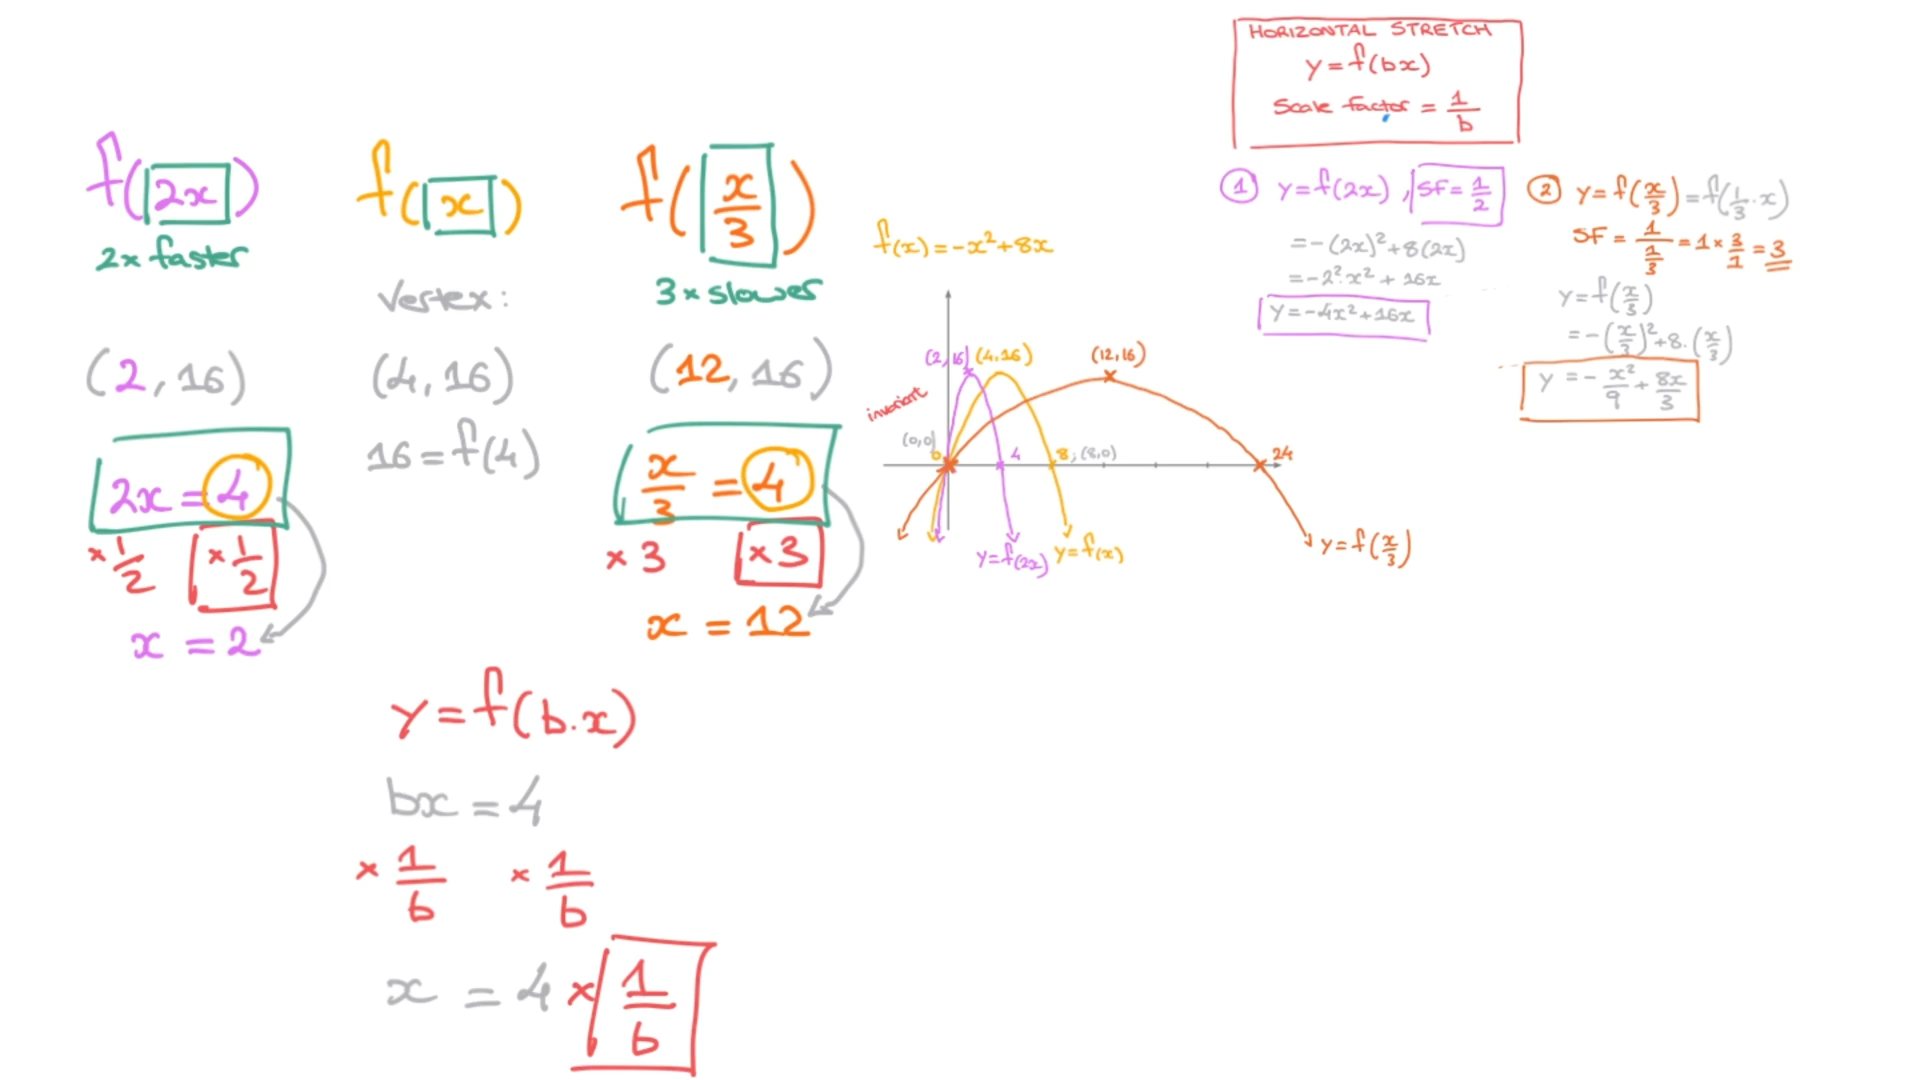 HORIZONTAL STRETCH
y = f(bx)
Scale factor = 1/b
f(2x)
2x faster
(2, 16)
2x = 4
× 1/2 × 1/2
x = 2
f(x)
Vertex:
(4, 16)
16 = f(4)
f(x/3)
3x slower
(12, 16)
x/3 = 4
× 3 × 3
x = 12
y = f(b.x)
bx = 4
× 1/b × 1/b
x = 4 × 1/b
f(x) = -x² + 8x
(2, 16) (4,16) (12,16)
invariant
(0,0) 0 4 8; (8,0) 24
y=f(2x) y=f(x) y=f(x/3)
① y = f(2x), SF = 1/2
= -(2x)² + 8(2x)
= -2².x² + 16x
y = -4x² + 16x
② y = f(x/3) = f(1/3 . x)
SF = 1/(1/3) = 1 × 3/1 = 3
y = f(x/3)
= -(x/3)² + 8.(x/3)
y = - x²/9 + 8x/3